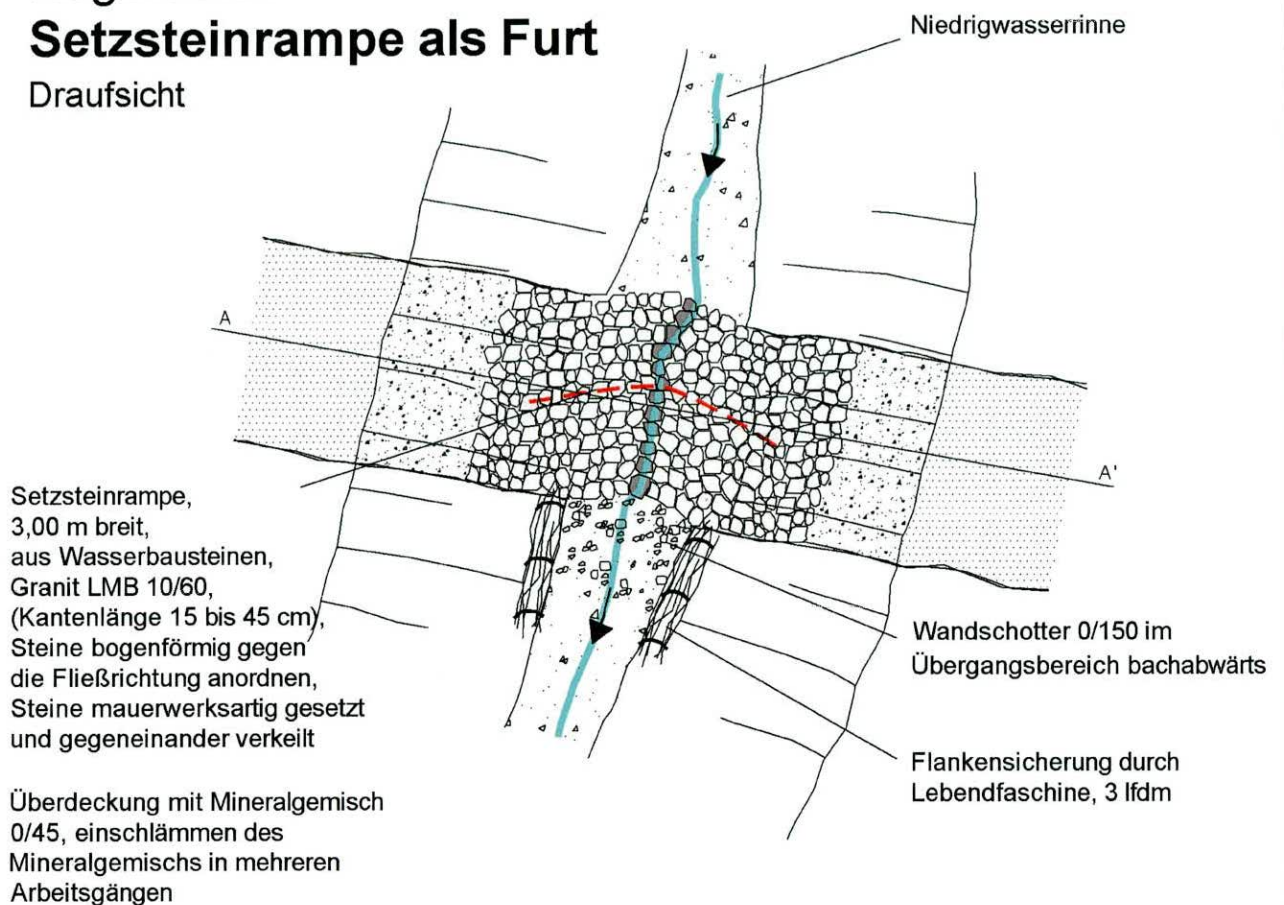 Setzsteinrampe als Furt
Draufsicht
Niedrigwasserrinne
A
A'
Setzsteinrampe,
3,00 m breit,
aus Wasserbausteinen,
Granit LMB 10/60,
(Kantenlänge 15 bis 45 cm),
Steine bogenförmig gegen
die Fließrichtung anordnen,
Steine mauerwerksartig gesetzt
und gegeneinander verkeilt
Überdeckung mit Mineralgemisch
0/45, einschlämmen des
Mineralgemischs in mehreren
Arbeitsgängen
Wandschotter 0/150 im
Übergangsbereich bachabwärts
Flankensicherung durch
Lebendfaschine, 3 lfdm